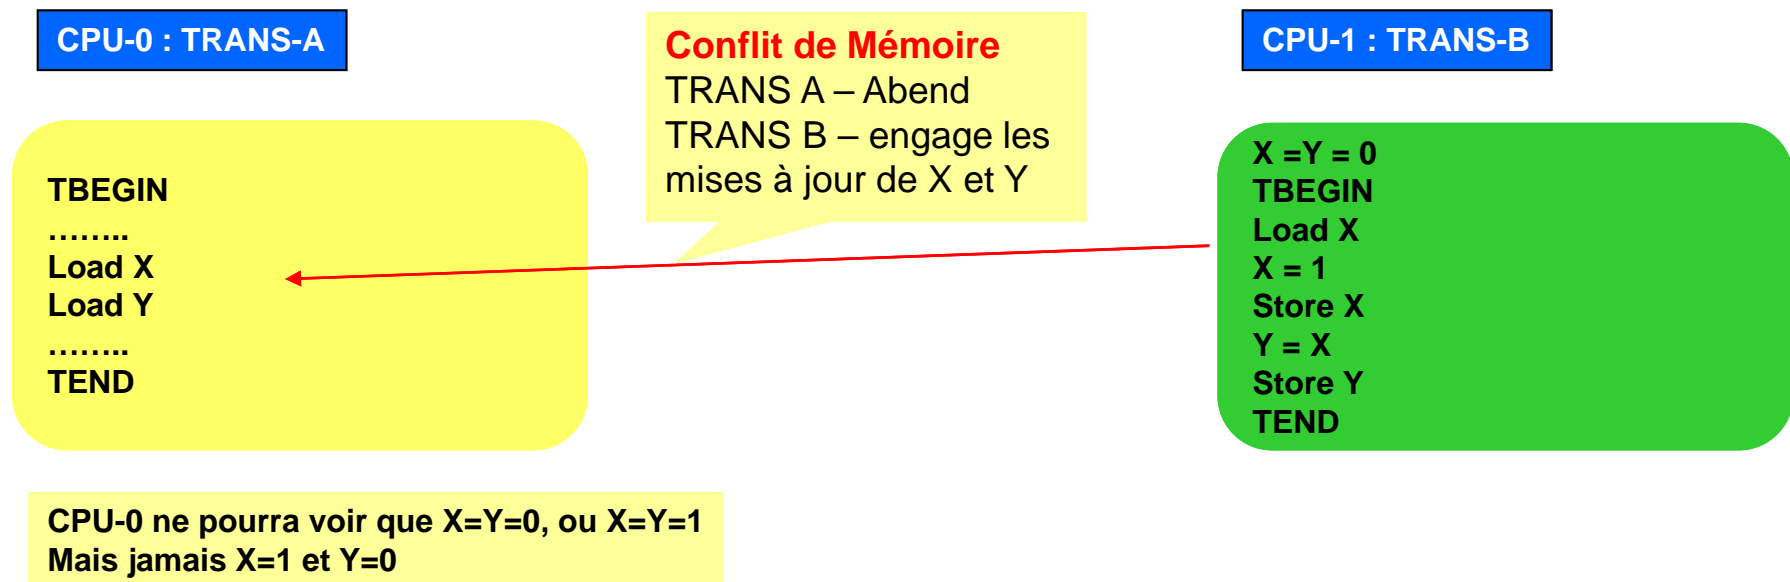 CPU-0 : TRANS-A
TBEGIN
……..
Load X
Load Y
……..
TEND
Conflit de Mémoire
TRANS A – Abend
TRANS B – engage les
mises à jour de X et Y
CPU-1 : TRANS-B
X =Y = 0
TBEGIN
Load X
X = 1
Store X
Y = X
Store Y
TEND
CPU-0 ne pourra voir que X=Y=0, ou X=Y=1
Mais jamais X=1 et Y=0